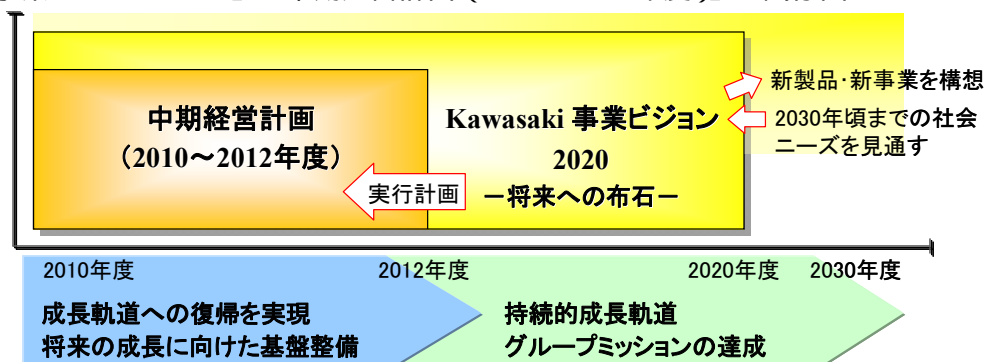 中期経営計画
(2010～2012年度)
Kawasaki 事業ビジョン
2020
－将来への布石－
実行計画
新製品・新事業を構想
2030年頃までの社会
ニーズを見通す
2010年度
2012年度
2020年度
2030年度
成長軌道への復帰を実現
将来の成長に向けた基盤整備
持続的成長軌道
グループミッションの達成